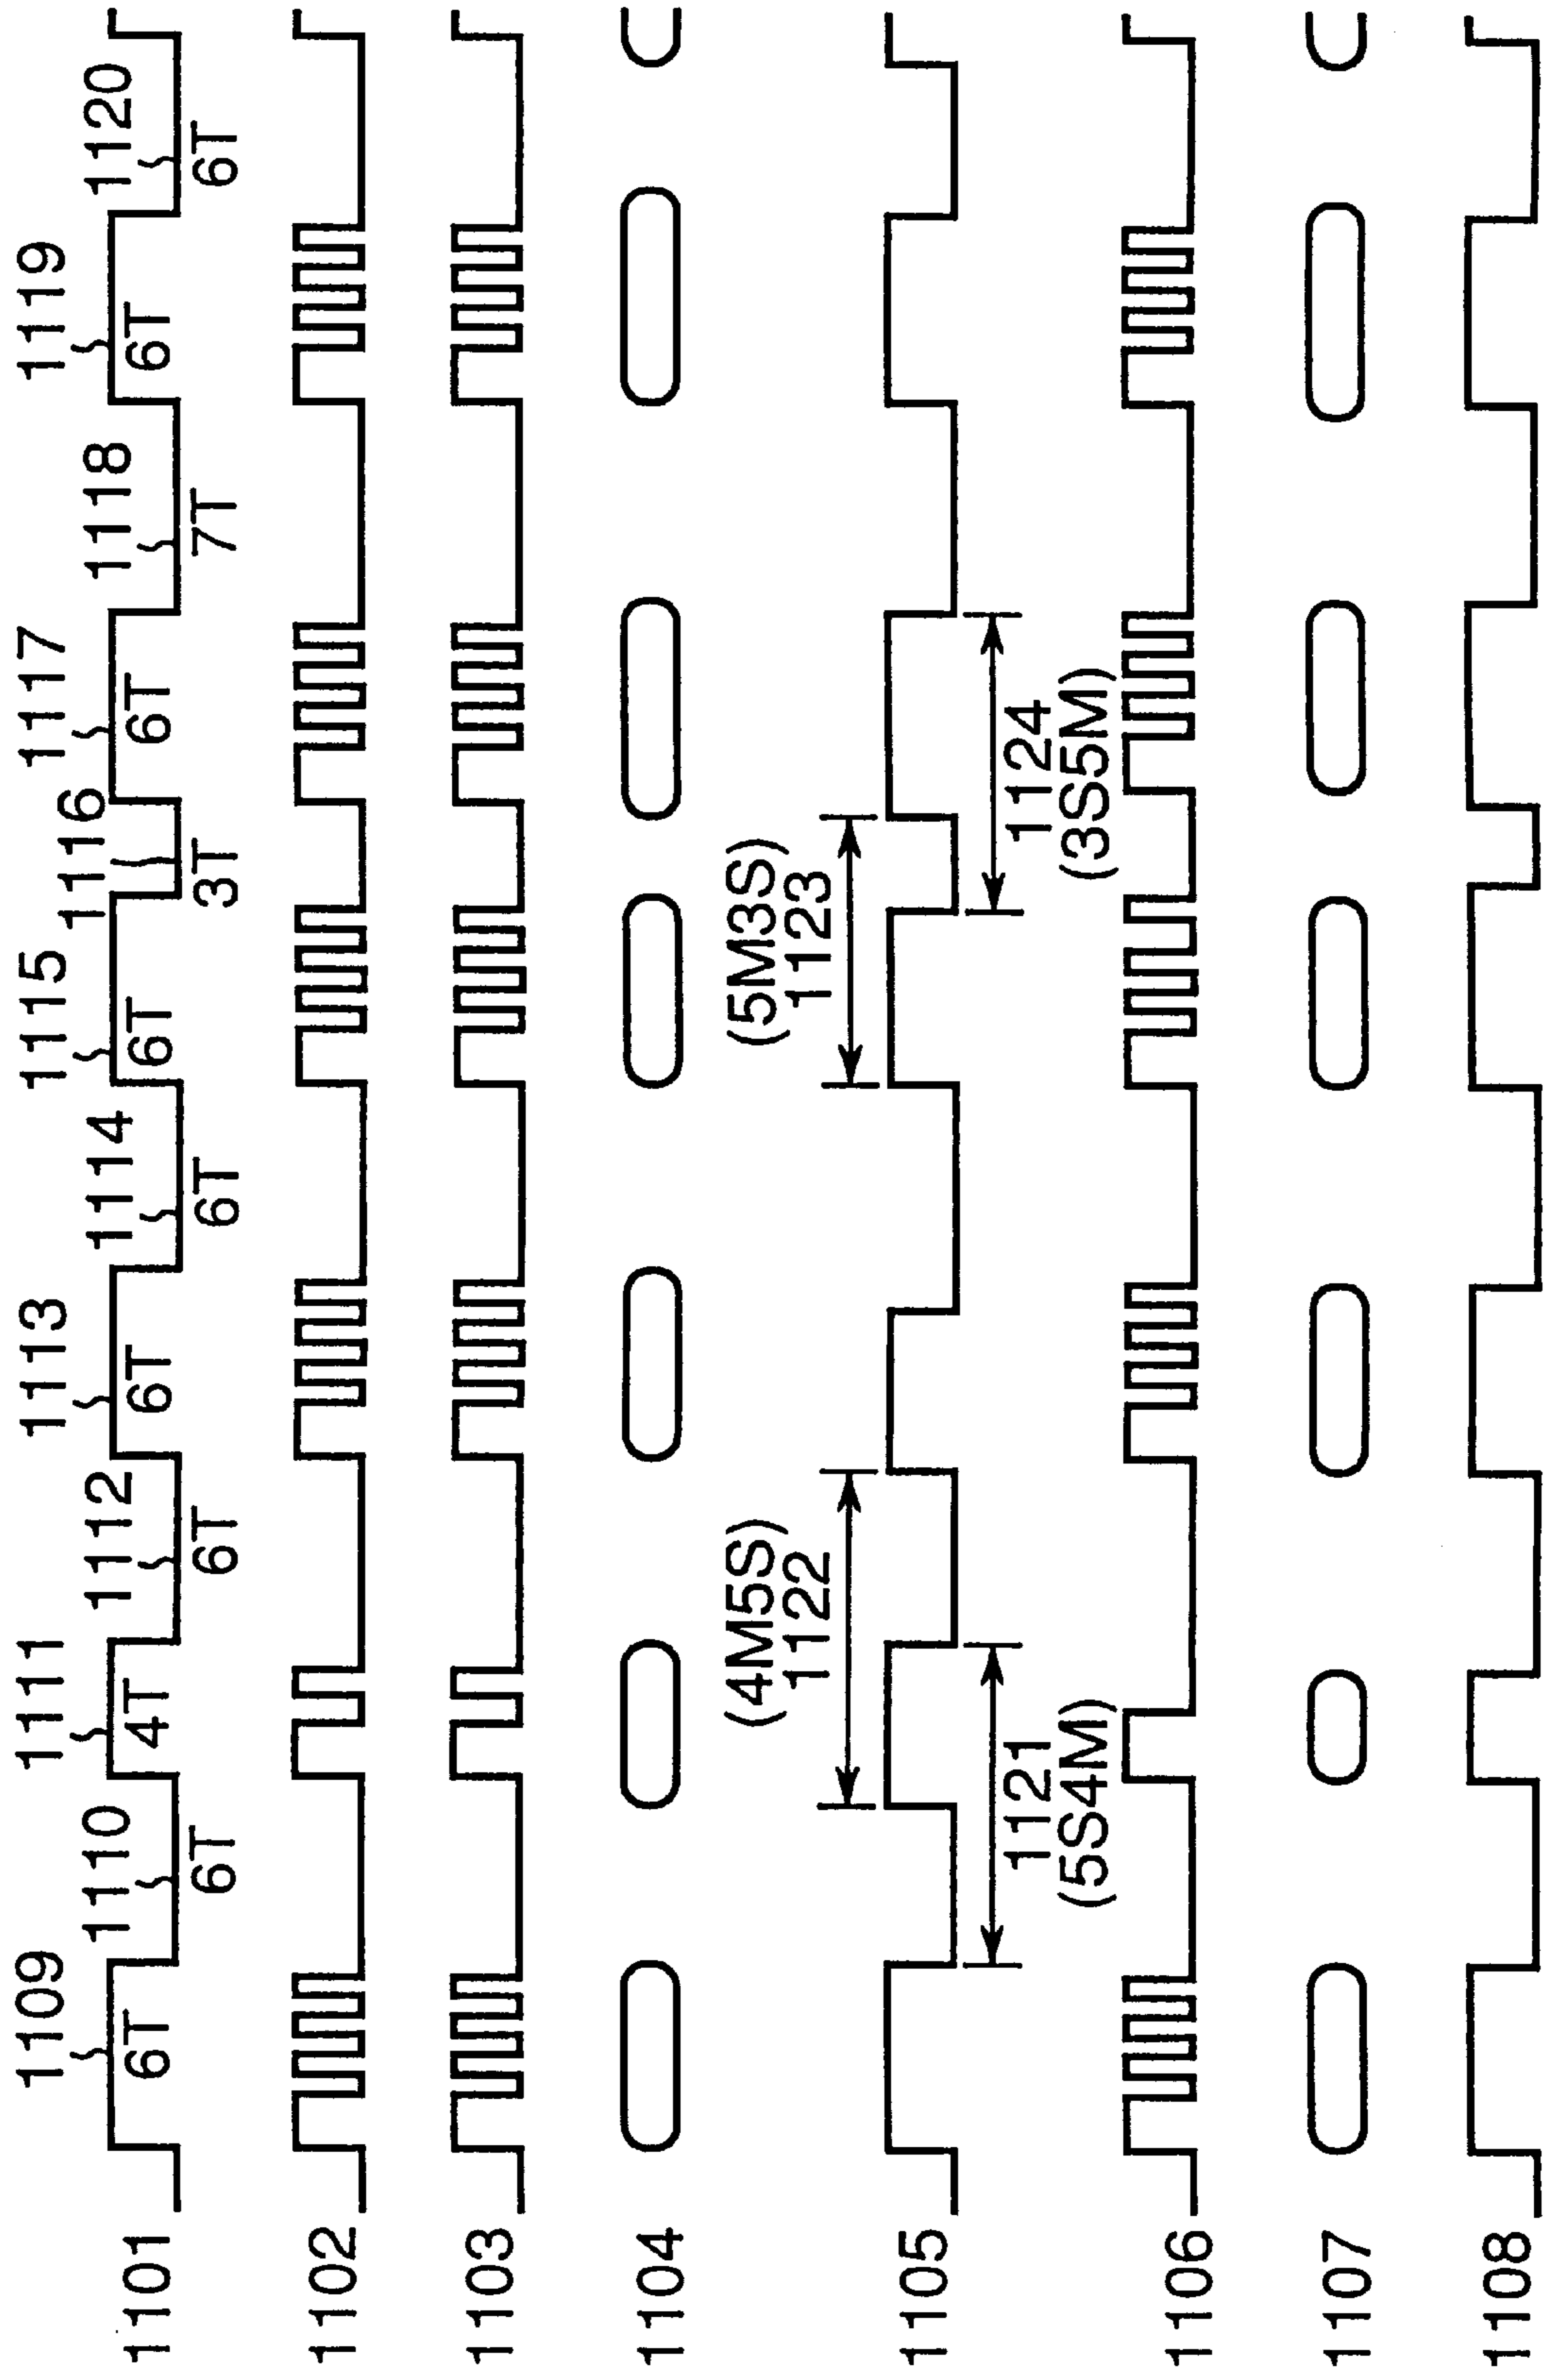 1109 1111 1113 1115 1117 1119
1110 1112 1114 1116 1118 1120
1101 6T 4T 6T 6T 6T 6T
6T 6T 6T 3T 7T 6T
1102
1103
1104
(4M5S) (5M3S)
1122 1123
1105
1121 1124
(5S4M) (3S5M)
1106
1107
1108